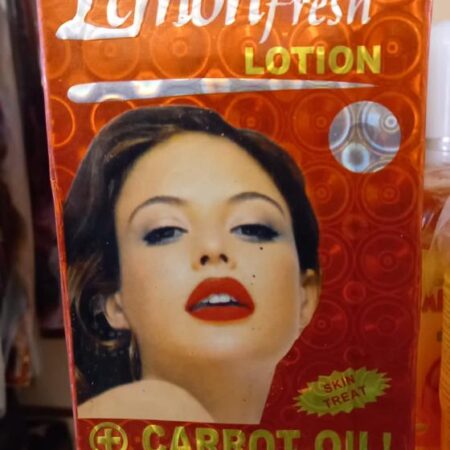 Lemonfresh
LOTION
SKIN
TREAT
CARROT OIL!